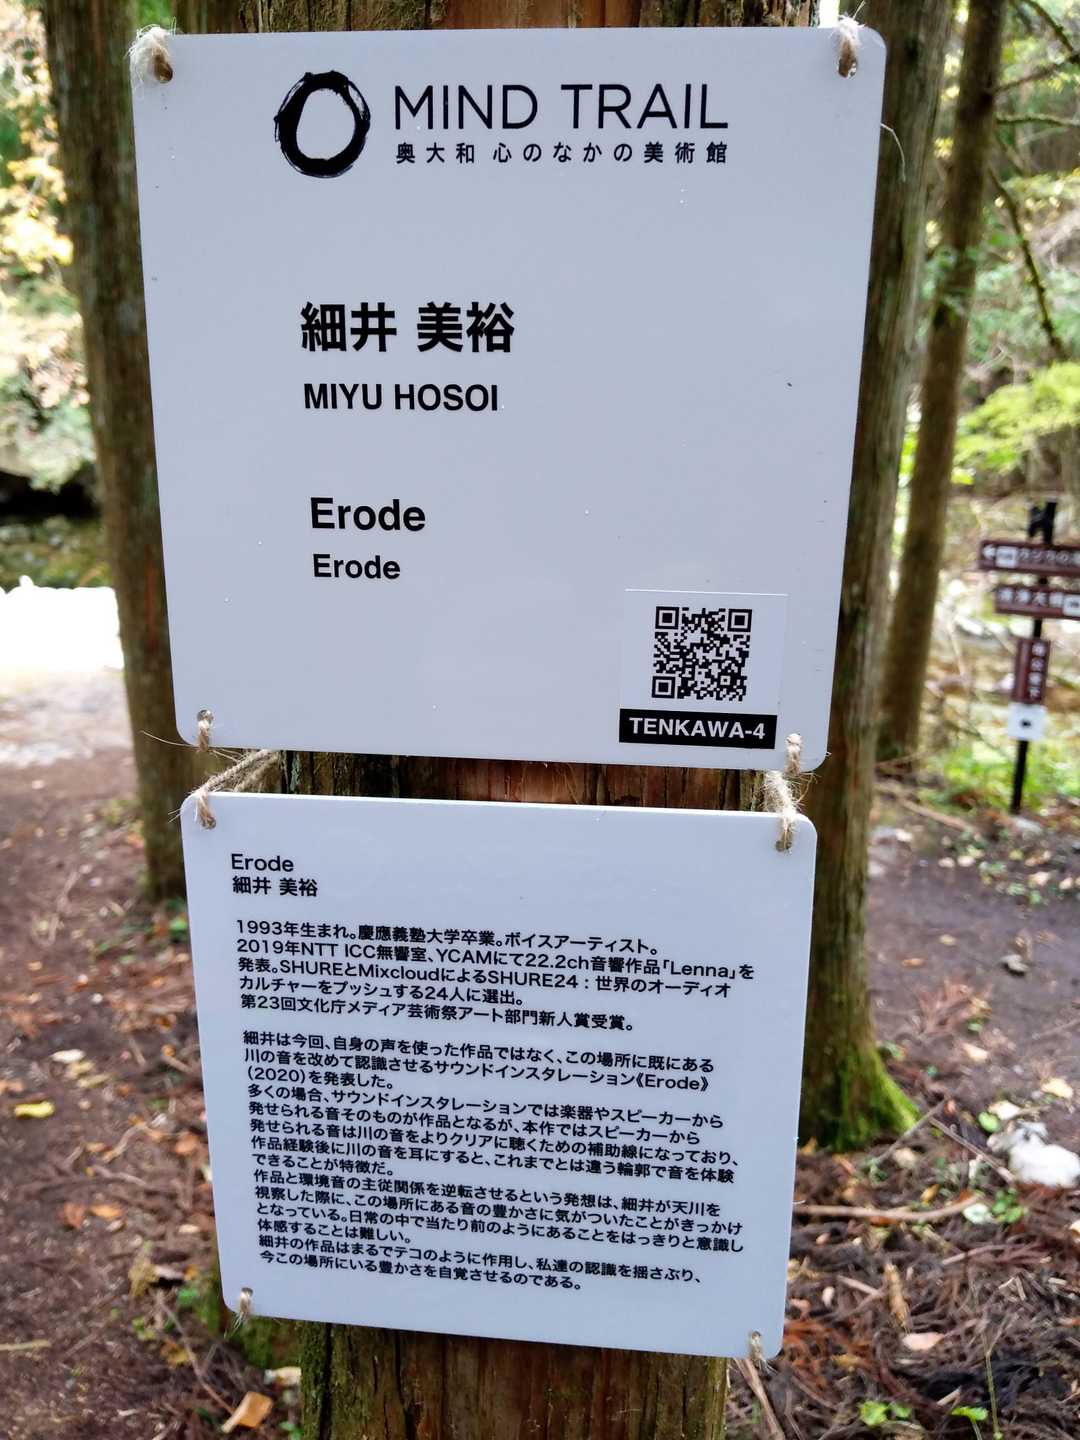 MIND TRAIL
奥大和 心のなかの美術館
細井 美裕
MIYU HOSOI
Erode
Erode
TENKAWA-4
Erode
細井 美裕
1993年生まれ。慶應義塾大学卒業。ボイスアーティスト。
2019年NTT ICC無響室、YCAMにて22.2ch音響作品「Lenna」を
発表。SHUREとMixcloudによるSHURE24：世界のオーディオ
カルチャーをプッシュする24人に選出。
第23回文化庁メディア芸術祭アート部門新人賞受賞。
細井は今回、自身の声を使った作品ではなく、この場所に既にある
川の音を改めて認識させるサウンドインスタレーション《Erode》
(2020)を発表した。
多くの場合、サウンドインスタレーションでは楽器やスピーカーから
発せられる音そのものが作品となるが、本作ではスピーカーから
発せられる音は川の音をよりクリアに聴くための補助線になっており、
作品経験後に川の音を耳にすると、これまでとは違う輪郭で音を体験
できることが特徴だ。
作品と環境音の主従関係を逆転させるという発想は、細井が天川を
視察した際に、この場所にある音の豊かさに気がついたことがきっかけ
となっている。日常の中で当たり前のようにあることをはっきりと意識し
体感することは難しい。
細井の作品はまるでテコのように作用し、私達の認識を揺さぶり、
今この場所にいる豊かさを自覚させるのである。